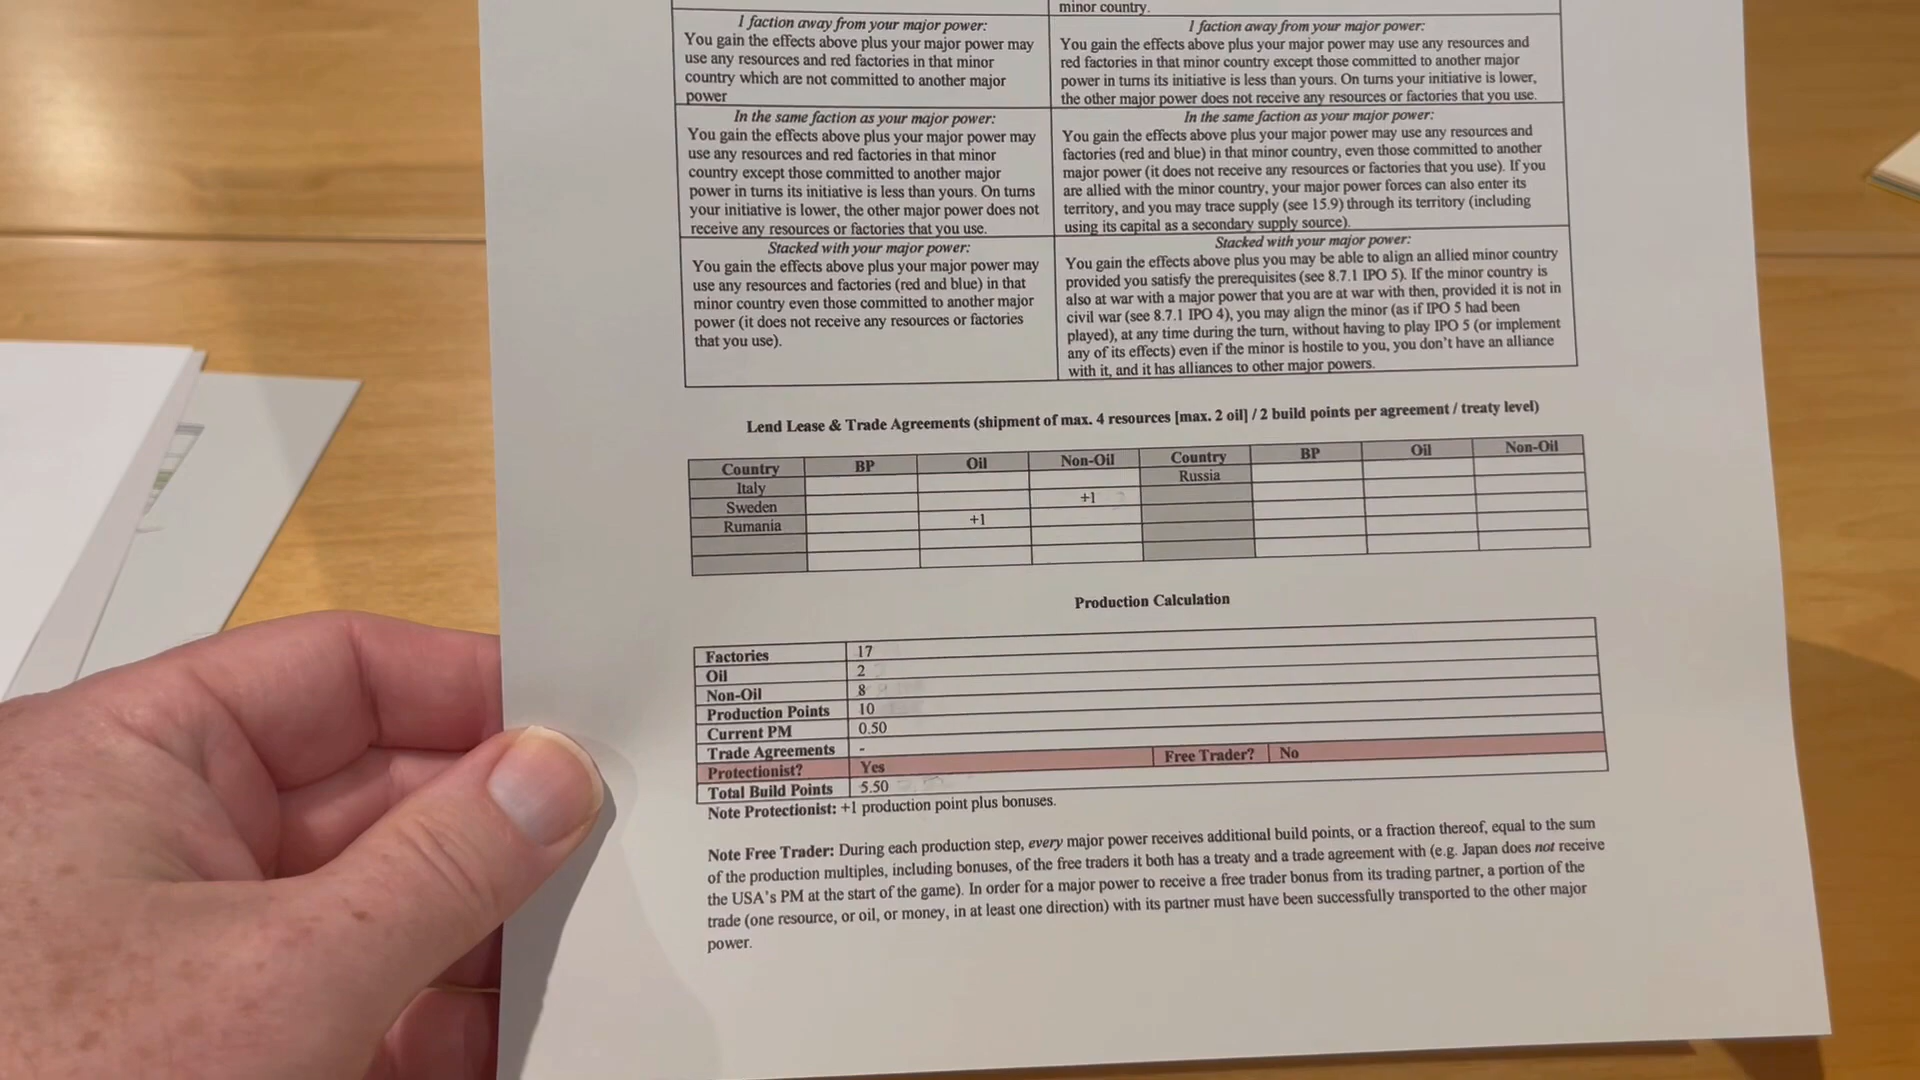 minor country.
1 faction away from your major power:
You gain the effects above plus your major power may
use any resources and red factories in that minor
country which are not committed to another major
power
1 faction away from your major power:
You gain the effects above plus your major power may use any resources and
red factories in that minor country except those committed to another major
power in turns its initiative is less than yours. On turns your initiative is lower,
the other major power does not receive any resources or factories that you use.
In the same faction as your major power:
You gain the effects above plus your major power may
use any resources and red factories in that minor
country except those committed to another major
power in turns its initiative is less than yours. On turns
your initiative is lower, the other major power does not
receive any resources or factories that you use.
In the same faction as your major power:
You gain the effects above plus your major power may use any resources and
factories (red and blue) in that minor country, even those committed to another
major power (it does not receive any resources or factories that you use). If you
are allied with the minor country, your major power forces can also enter its
territory, and you may trace supply (see 15.9) through its territory (including
using its capital as a secondary supply source).
Stacked with your major power:
You gain the effects above plus your major power may
use any resources and factories (red and blue) in that
minor country even those committed to another major
power (it does not receive any resources or factories
that you use).
Stacked with your major power:
You gain the effects above plus you may be able to align an allied minor country
provided you satisfy the prerequisites (see 8.7.1 IPO 5). If the minor country is
also at war with a major power that you are at war with then, provided it is not in
civil war (see 8.7.1 IPO 4), you may align the minor (as if IPO 5 had been
played), at any time during the turn, without having to play IPO 5 (or implement
any of its effects) even if the minor is hostile to you, you don't have an alliance
with it, and it has alliances to other major powers.
Lend Lease & Trade Agreements (shipment of max. 4 resources [max. 2 oil] / 2 build points per agreement / treaty level)
Country BP Oil Non-Oil Country BP Oil Non-Oil
Italy Russia
Sweden +1
Rumania +1
Production Calculation
Factories 17
Oil 2
Non-Oil 8
Production Points 10
Current PM 0.50
Trade Agreements -
Protectionist? Yes Free Trader? No
Total Build Points 5.50
Note Protectionist: +1 production point plus bonuses.
Note Free Trader: During each production step, every major power receives additional build points, or a fraction thereof, equal to the sum
of the production multiples, including bonuses, of the free traders it both has a treaty and a trade agreement with (e.g. Japan does not receive
the USA's PM at the start of the game). In order for a major power to receive a free trader bonus from its trading partner, a portion of the
trade (one resource, or oil, or money, in at least one direction) with its partner must have been successfully transported to the other major
power.